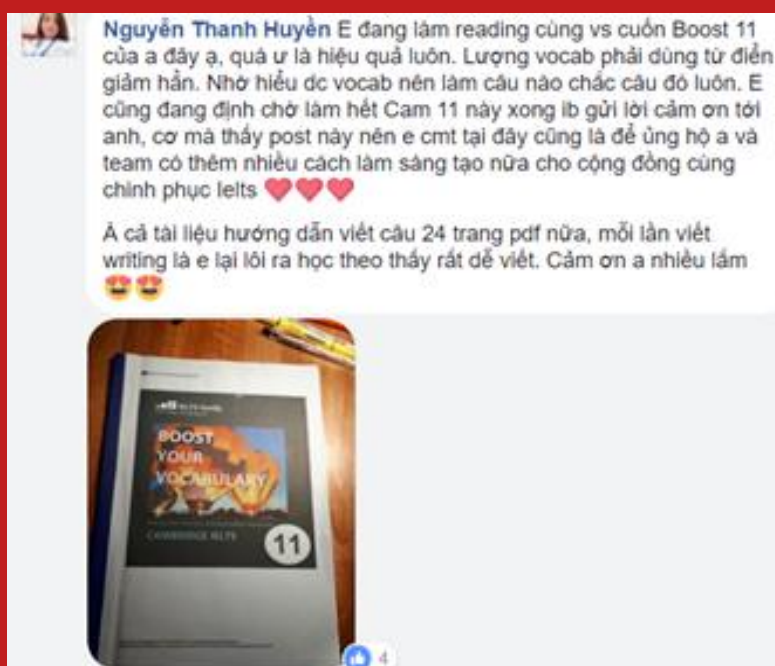 Nguyễn Thanh Huyền E đang làm reading cùng vs cuốn Boost 11
của a đây ạ, quá ư là hiệu quả luôn. Lượng vocab phải dùng từ điển
giảm hẳn. Nhờ hiểu dc vocab nên làm câu nào chắc câu đó luôn. E
cũng đang định chờ làm hết Cam 11 này xong ib gửi lời cảm ơn tới
anh, cơ mà thấy post này nên e cmt tại đây cũng là để ủng hộ a và
team có thêm nhiều cách làm sáng tạo nữa cho cộng đồng cùng
chinh phục Ielts
À cả tài liệu hướng dẫn viết câu 24 trang pdf nữa, mỗi lần viết
writing là e lại lôi ra học theo thấy rất dễ viết. Cảm ơn a nhiều lắm
BOOST
YOUR
VOCABULARY
CAMBRIDGE IELTS
11
4